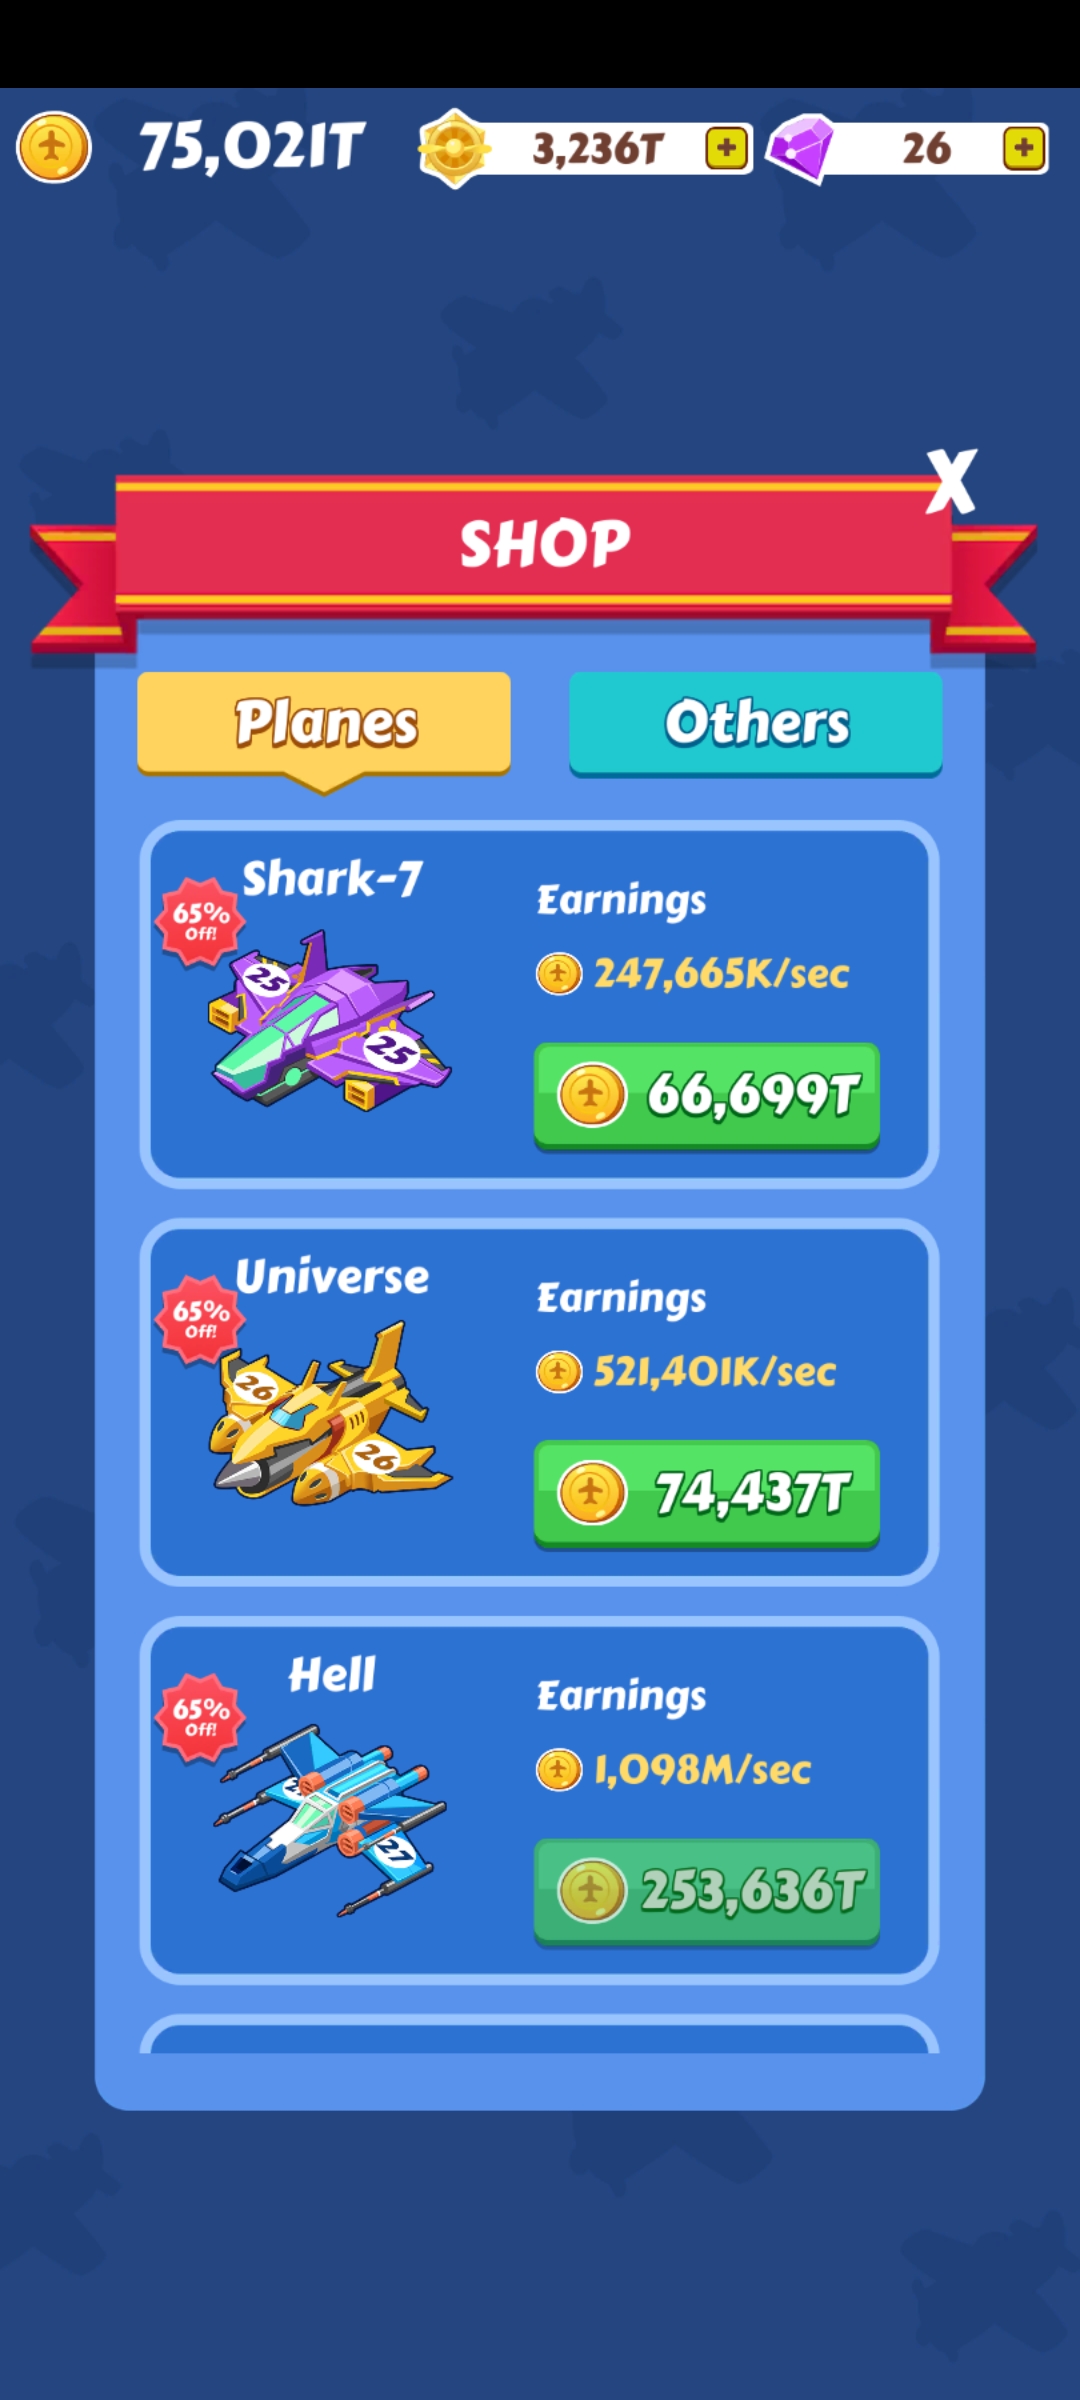 75,021T 3,236T + 26 +
X
SHOP
Planes Others
Shark-7
65%
Off!
25
25
Earnings
247,665K/sec
66,699T
Universe
65%
Off!
26
26
Earnings
521,401K/sec
74,437T
Hell
65%
Off!
27
Earnings
1,098M/sec
253,636T